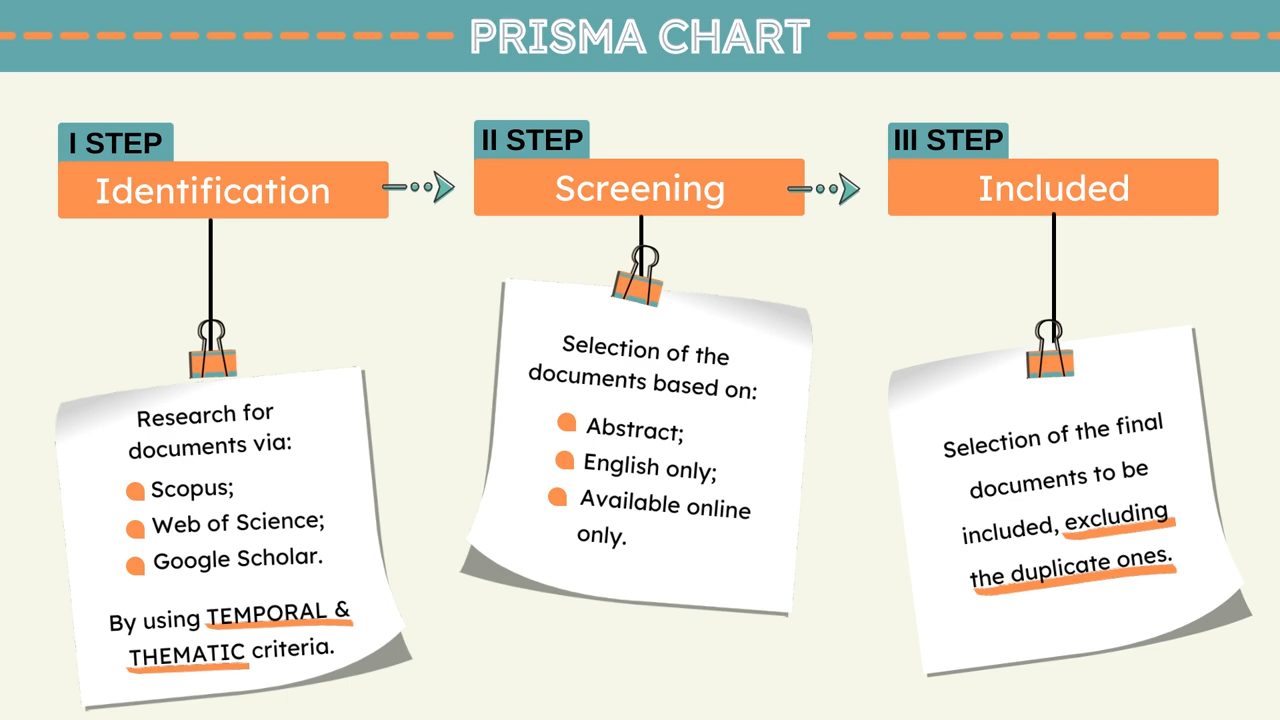 PRISMA CHART
I STEP
Identification
Research for
documents via:
Scopus;
Web of Science;
Google Scholar.
By using TEMPORAL &
THEMATIC criteria.
II STEP
Screening
Selection of the
documents based on:
Abstract;
English only;
Available online
only.
III STEP
Included
Selection of the final
documents to be
included, excluding
the duplicate ones.